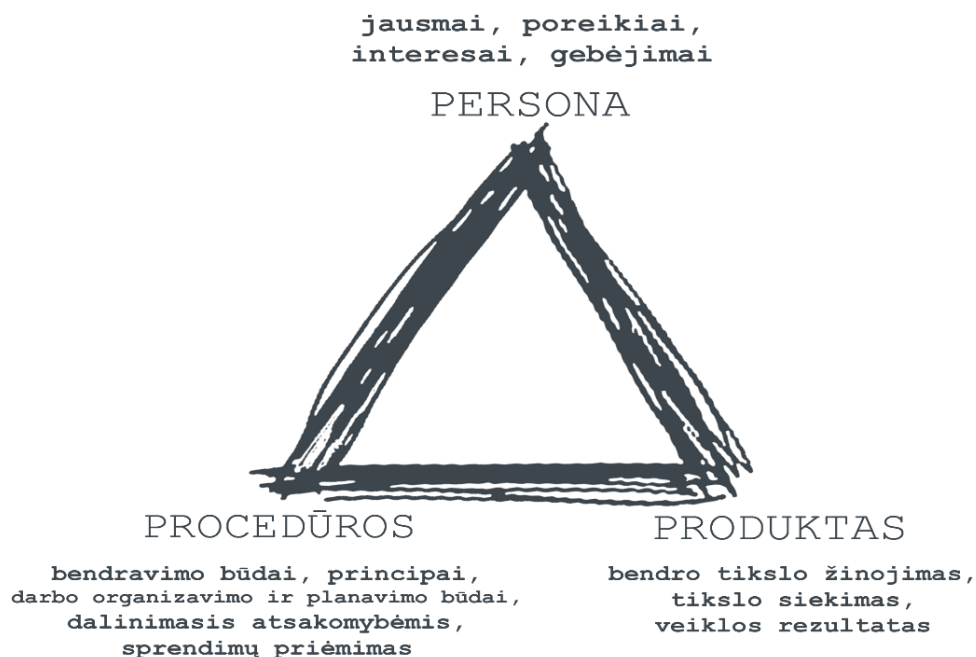 jausmai, poreikiai,
interesai, gebėjimai
PERSONA
PROCEDŪROS
bendravimo būdai, principai,
darbo organizavimo ir planavimo būdai,
dalinimasis atsakomybėmis,
sprendimų priėmimas
PRODUKTAS
bendro tikslo žinojimas,
tikslo siekimas,
veiklos rezultatas